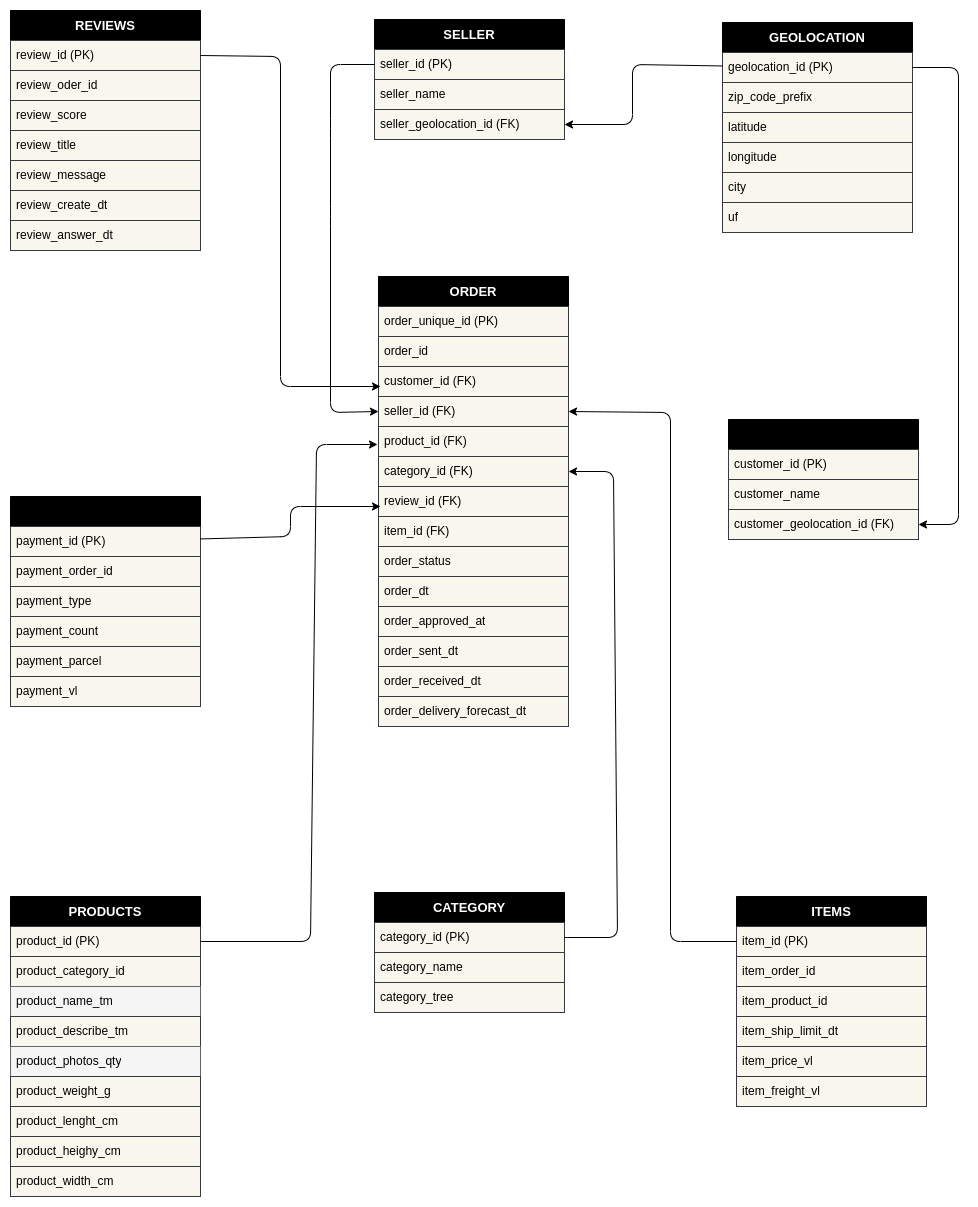 REVIEWS
review_id (PK)
review_oder_id
review_score
review_title
review_message
review_create_dt
review_answer_dt
SELLER
seller_id (PK)
seller_name
seller_geolocation_id (FK)
GEOLOCATION
geolocation_id (PK)
zip_code_prefix
latitude
longitude
city
uf
ORDER
order_unique_id (PK)
order_id
customer_id (FK)
seller_id (FK)
product_id (FK)
category_id (FK)
review_id (FK)
item_id (FK)
order_status
order_dt
order_approved_at
order_sent_dt
order_received_dt
order_delivery_forecast_dt
customer_id (PK)
customer_name
customer_geolocation_id (FK)
payment_id (PK)
payment_order_id
payment_type
payment_count
payment_parcel
payment_vl
PRODUCTS
product_id (PK)
product_category_id
product_name_tm
product_describe_tm
product_photos_qty
product_weight_g
product_lenght_cm
product_heighy_cm
product_width_cm
CATEGORY
category_id (PK)
category_name
category_tree
ITEMS
item_id (PK)
item_order_id
item_product_id
item_ship_limit_dt
item_price_vl
item_freight_vl